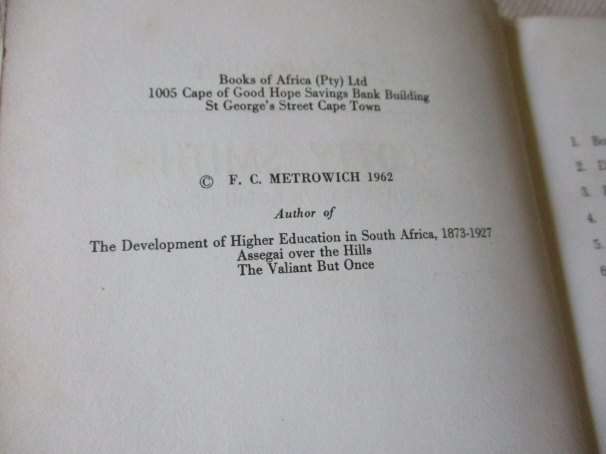 Books of Africa (Pty) Ltd
1005 Cape of Good Hope Savings Bank Building
St George's Street Cape Town
© F. C. METROWICH 1962
Author of
The Development of Higher Education in South Africa, 1873-1927
Assegai over the Hills
The Valiant But Once
1.
2.
3.
4.
5.
6